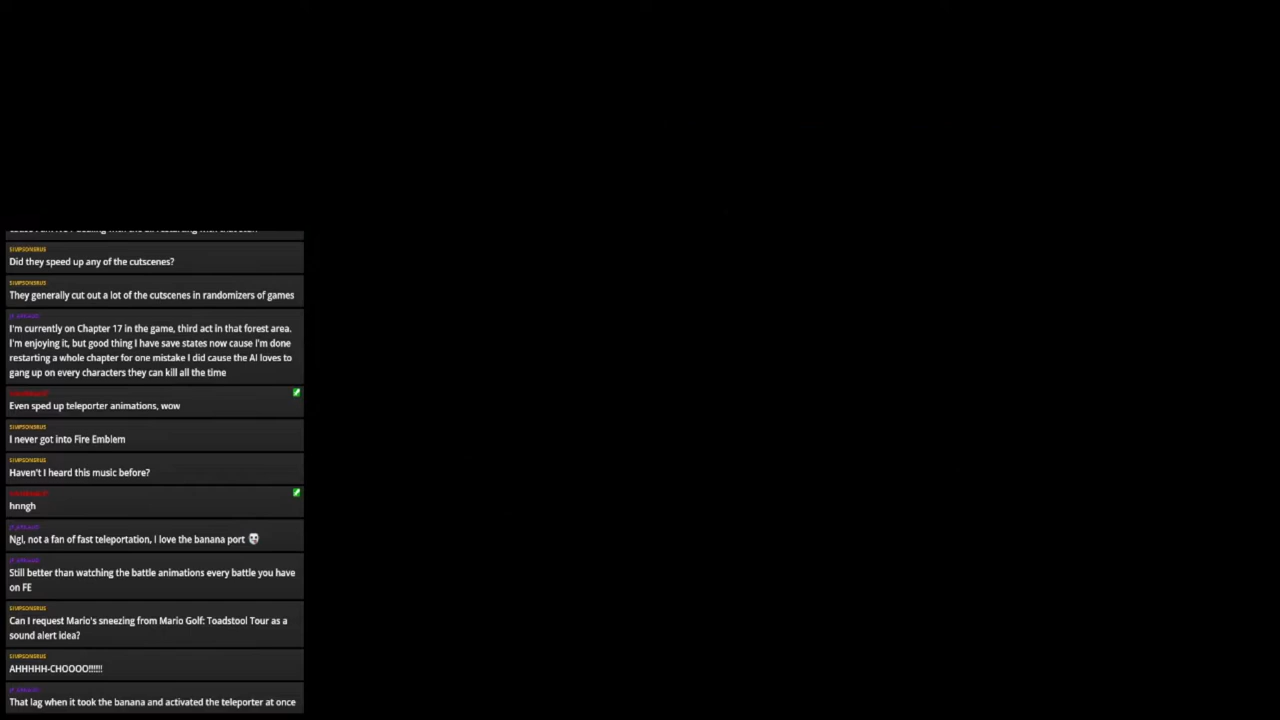 SIMPSONSRUS
Did they speed up any of the cutscenes?
SIMPSONSRUS
They generally cut out a lot of the cutscenes in randomizers of games
I'm currently on Chapter 17 in the game, third act in that forest area.
I'm enjoying it, but good thing I have save states now cause I'm done
restarting a whole chapter for one mistake I did cause the AI loves to
gang up on every characters they can kill all the time
Even sped up teleporter animations, wow
SIMPSONSRUS
I never got into Fire Emblem
SIMPSONSRUS
Haven't I heard this music before?
hnngh
Ngl, not a fan of fast teleportation, I love the banana port
Still better than watching the battle animations every battle you have
on FE
SIMPSONSRUS
Can I request Mario's sneezing from Mario Golf: Toadstool Tour as a
sound alert idea?
SIMPSONSRUS
AHHHHH-CHOOOO!!!!!!!
That lag when it took the banana and activated the teleporter at once